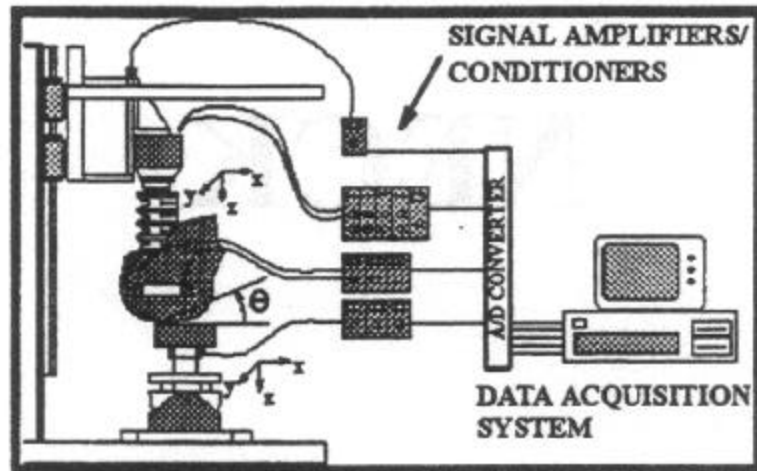 SIGNAL AMPLIFIERS/
CONDITIONERS
y x
z
A/D CONVERTER
θ
y x
z
DATA ACQUISITION
SYSTEM